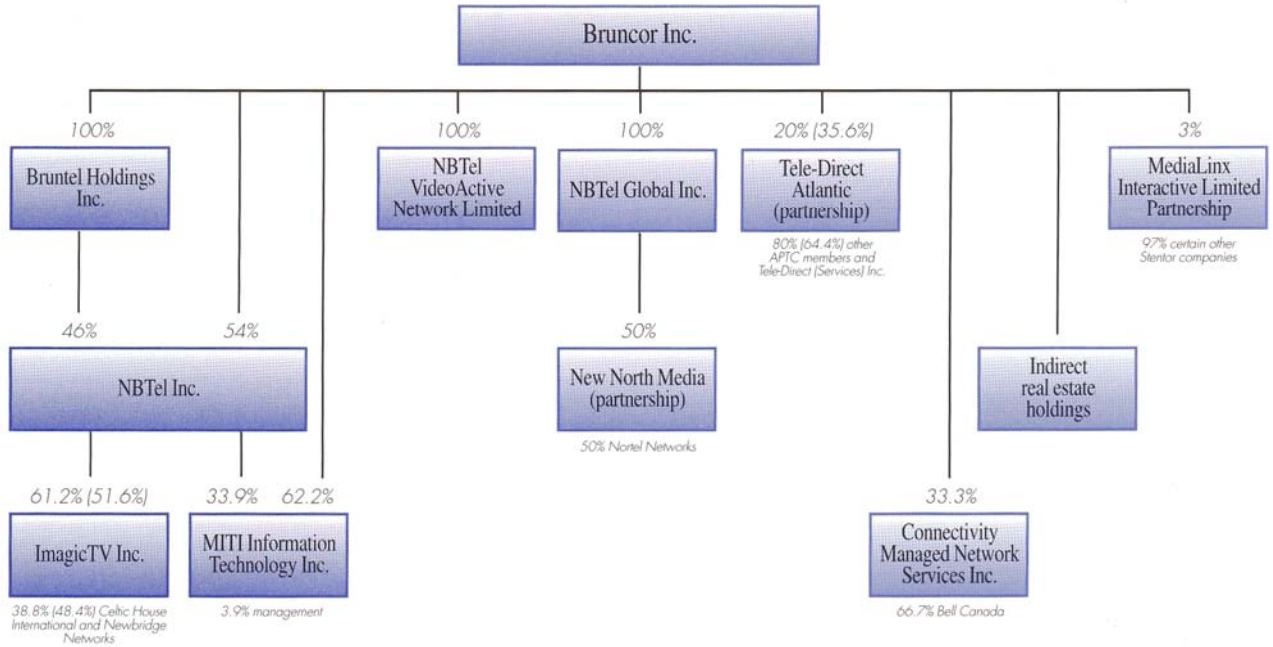 Bruncor Inc.
100%
100%
100%
20% (35.6%)
3%
Bruntel Holdings
Inc.
NBTel
VideoActive
Network Limited
NBTel Global Inc.
Tele-Direct
Atlantic
(partnership)
MediaLinx
Interactive Limited
Partnership
80% (64.4%) other
APTC members and
Tele-Direct (Services) Inc.
97% certain other
Stentor companies
46%
54%
50%
NBTel Inc.
New North Media
(partnership)
Indirect
real estate
holdings
50% Nortel Networks
61.2% (51.6%)
33.9%
62.2%
33.3%
ImagicTV Inc.
MITI Information
Technology Inc.
Connectivity
Managed Network
Services Inc.
38.8% (48.4%) Celtic House
International and Newbridge
Networks
3.9% management
66.7% Bell Canada